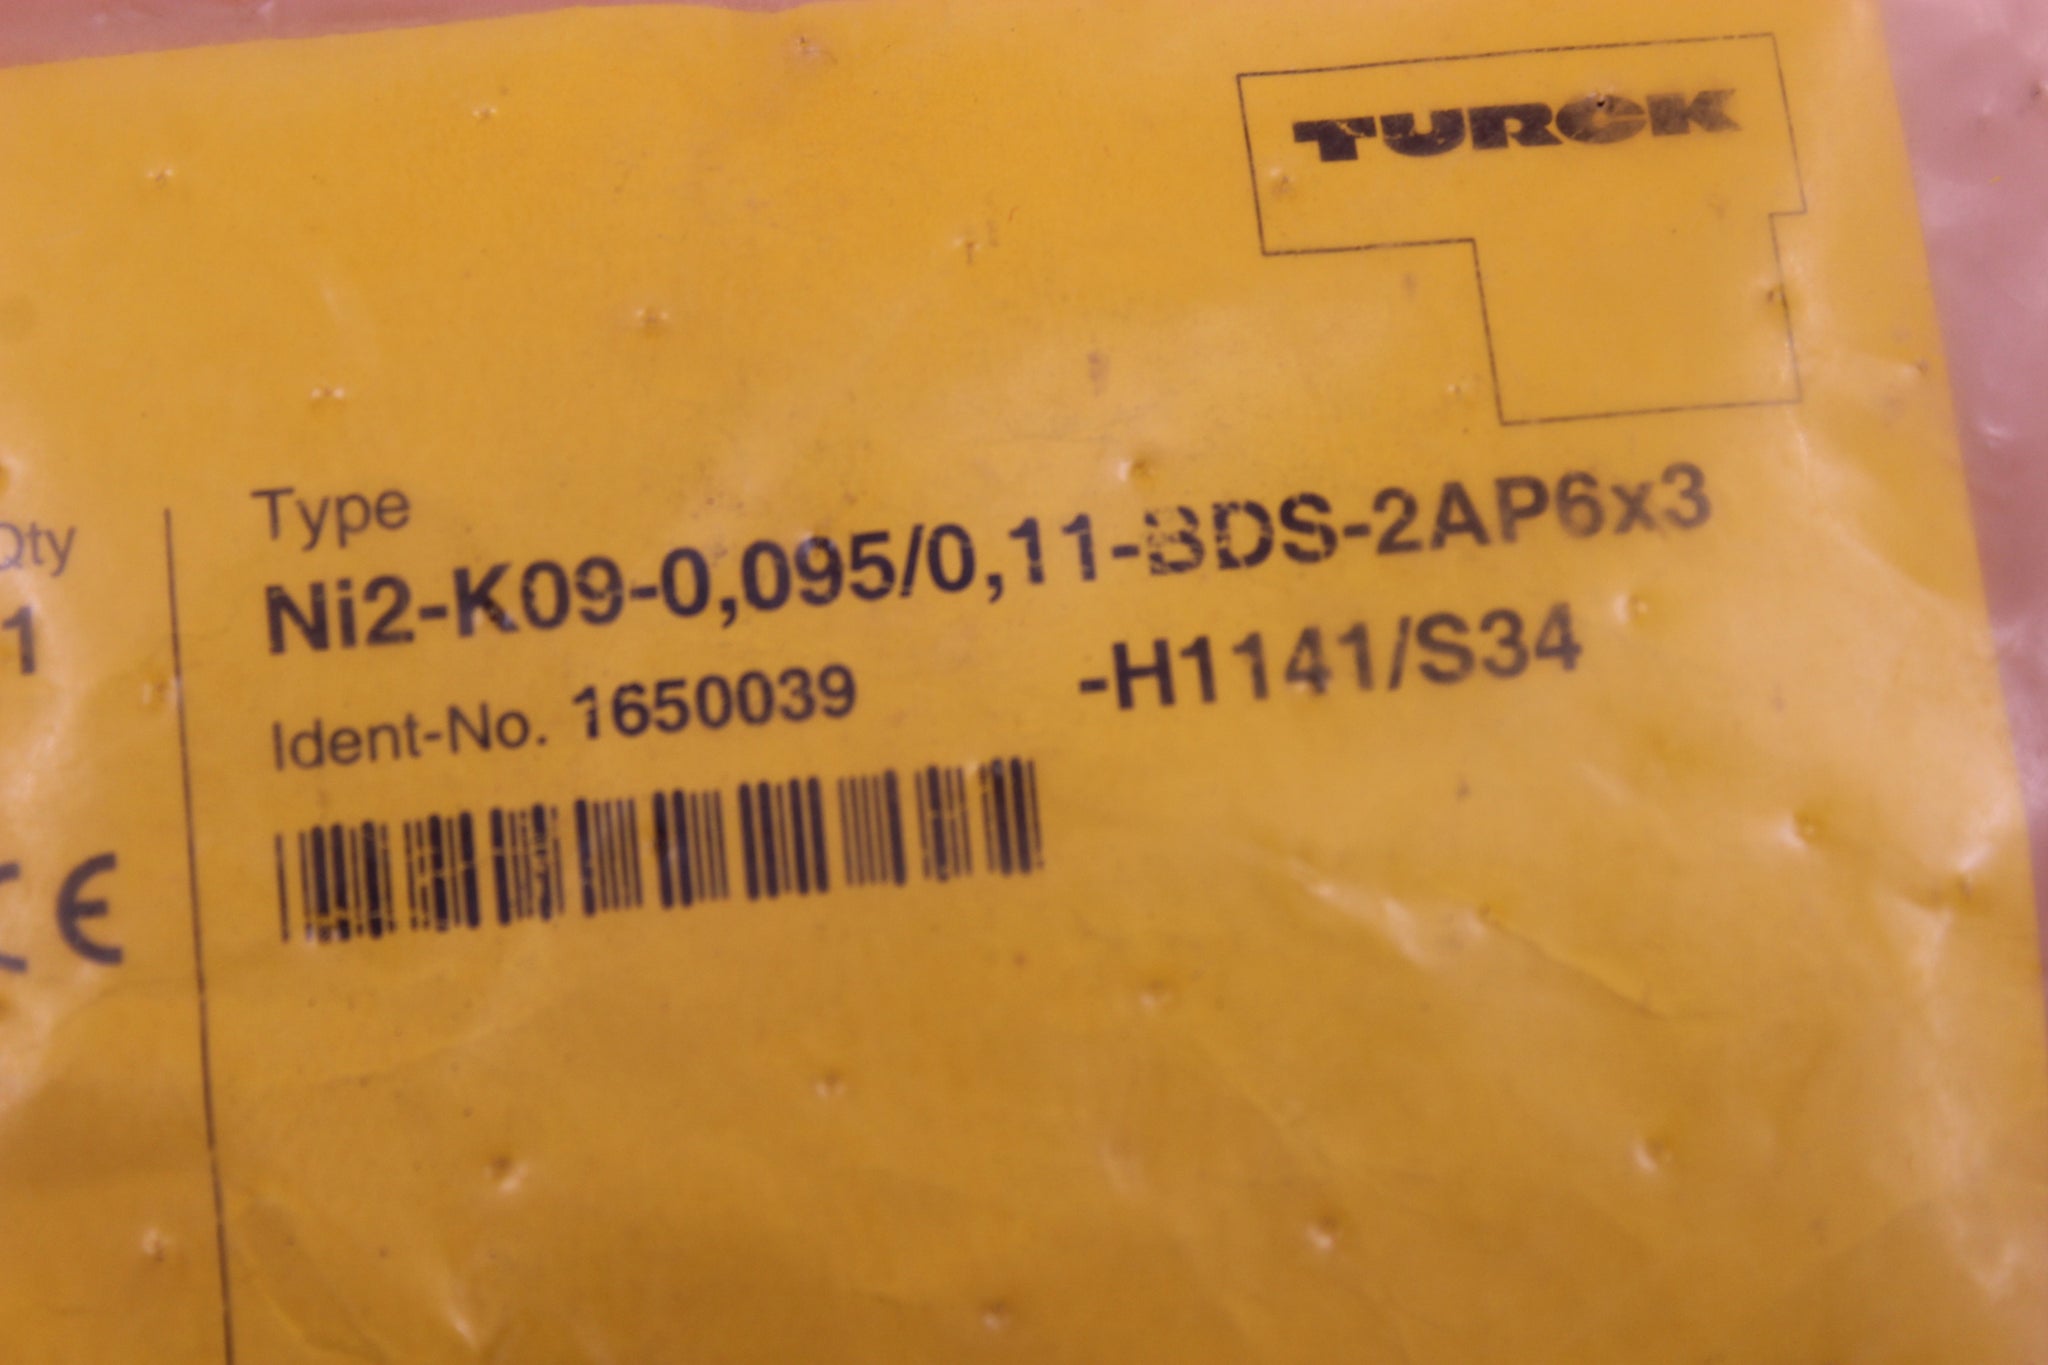 TURCK
Qty
Type
1
Ni2-K09-0,095/0,11-BDS-2AP6x3
-H1141/S34
Ident-No. 1650039
CE